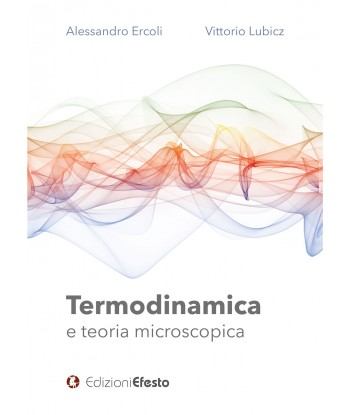 Alessandro Ercoli Vittorio Lubicz
Termodinamica
e teoria microscopica
EdizioniEfesto